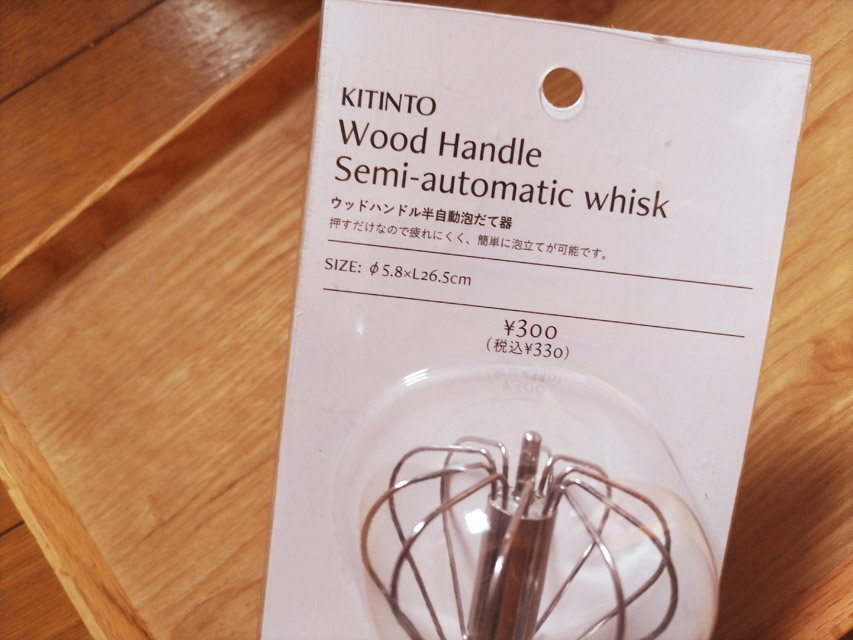 KITINTO
Wood Handle
Semi-automatic whisk
ウッドハンドル半自動泡だて器
押すだけなので疲れにくく、簡単に泡立てが可能です。
SIZE: φ5.8×L26.5cm
¥300
(税込¥330)